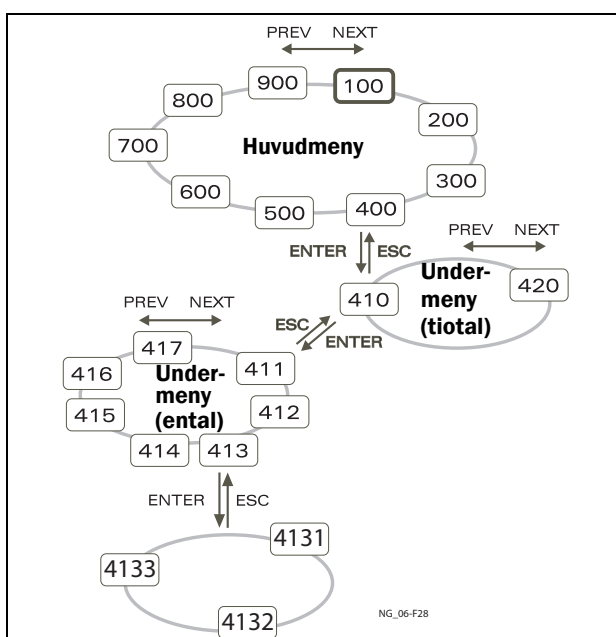 PREV NEXT
900 100
800 200
Huvudmeny
700 300
600 400
500
ENTER ESC
PREV NEXT
Under-
meny
(tiotal)
410 420
ESC
ENTER
PREV NEXT
417 411
416
Under-
meny
(ental)
415 412
414 413
ENTER ESC
4131
4133
4132
NG_06-F28